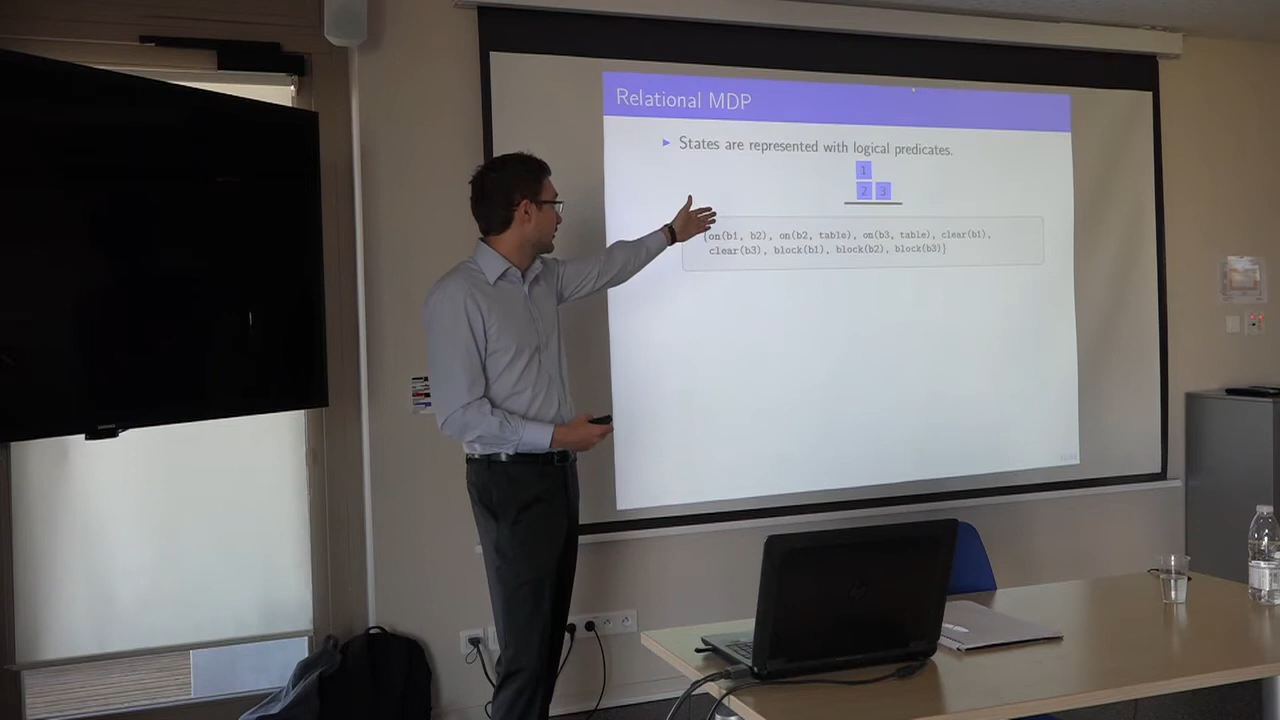 Relational MDP
▶ States are represented with logical predicates.
1
2 3
{on(b1, b2), on(b2, table), on(b3, table), clear(b1),
clear(b3), block(b1), block(b2), block(b3)}